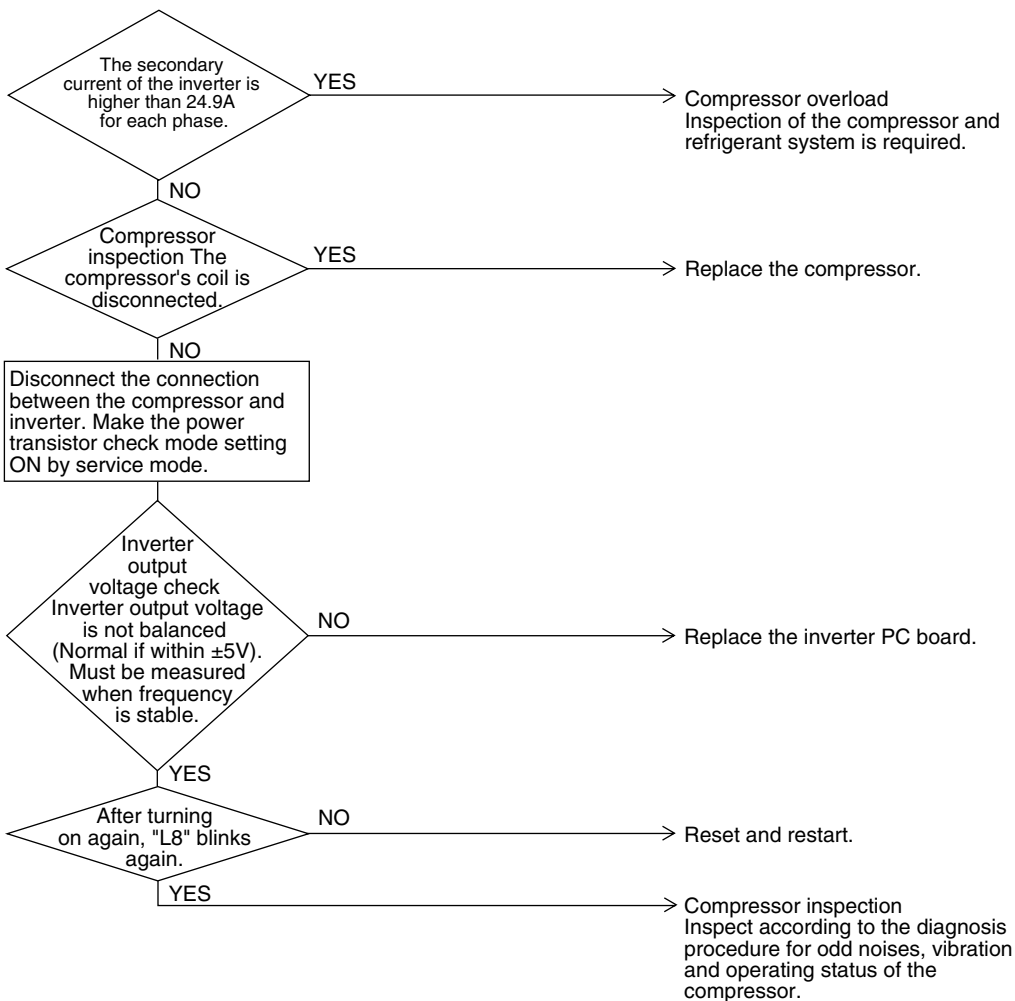 The secondary
current of the inverter is
higher than 24.9A
for each phase.
YES
Compressor overload
Inspection of the compressor and
refrigerant system is required.
NO
Compressor
inspection The
compressor's coil is
disconnected.
YES
Replace the compressor.
NO
Disconnect the connection
between the compressor and
inverter. Make the power
transistor check mode setting
ON by service mode.
Inverter
output
voltage check
Inverter output voltage
is not balanced
(Normal if within ±5V).
Must be measured
when frequency
is stable.
NO
Replace the inverter PC board.
YES
After turning
on again, "L8" blinks
again.
NO
Reset and restart.
YES
Compressor inspection
Inspect according to the diagnosis
procedure for odd noises, vibration
and operating status of the
compressor.